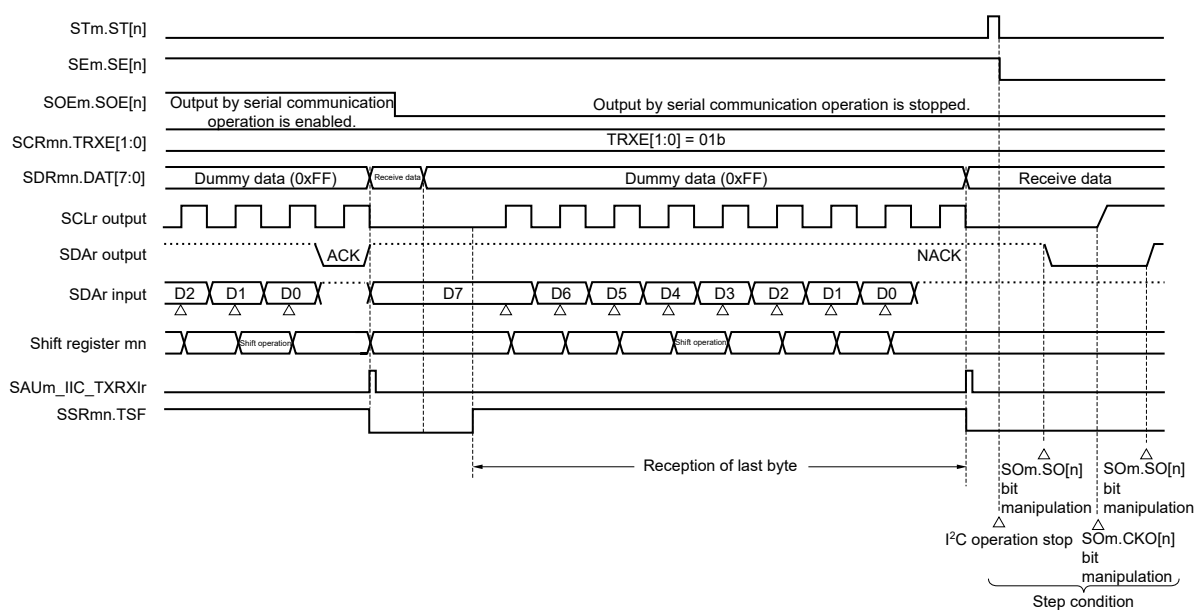 STm.ST[n]
SEm.SE[n]
SOEm.SOE[n]
Output by serial communication
operation is enabled.
Output by serial communication operation is stopped.
SCRmn.TRXE[1:0]
TRXE[1:0] = 01b
SDRmn.DAT[7:0]
Dummy data (0xFF)
Receive data
Dummy data (0xFF)
Receive data
SCLr output
SDAr output
ACK
NACK
SDAr input
D2 D1 D0 D7 D6 D5 D4 D3 D2 D1 D0
Shift register mn
Shift operation
Shift operation
SAUm_IIC_TXRXIr
SSRmn.TSF
Reception of last byte
SOm.SO[n]
bit
manipulation
SOm.SO[n]
bit
manipulation
I²C operation stop
SOm.CKO[n]
bit
manipulation
Step condition